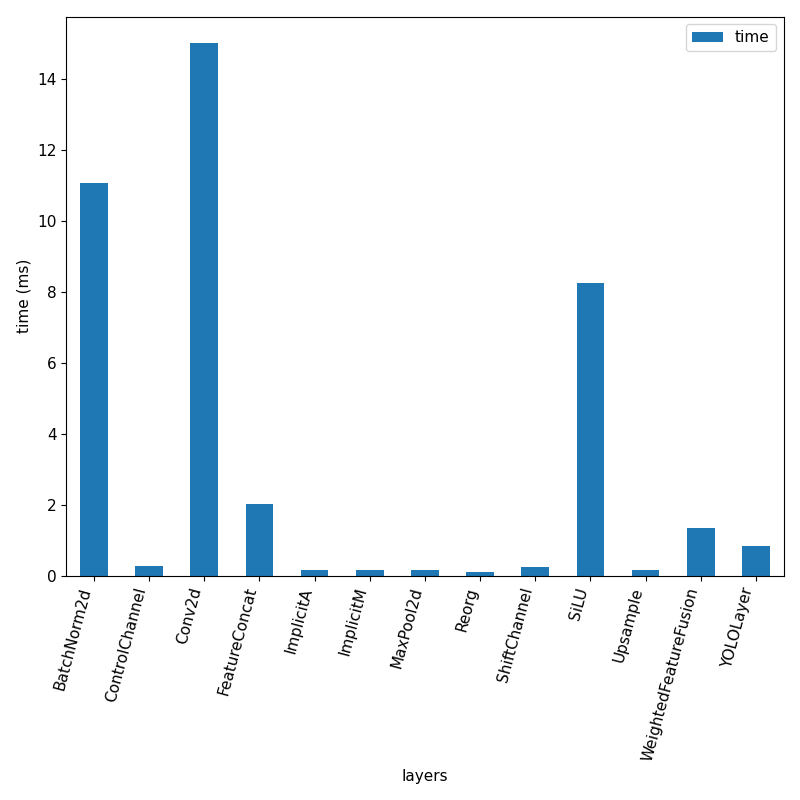 time
14
12
10
8
6
4
2
0
time (ms)
BatchNorm2d
ControlChannel
Conv2d
FeatureConcat
ImplicitA
ImplicitM
MaxPool2d
Reorg
ShiftChannel
SiLU
Upsample
WeightedFeatureFusion
YOLOLayer
layers